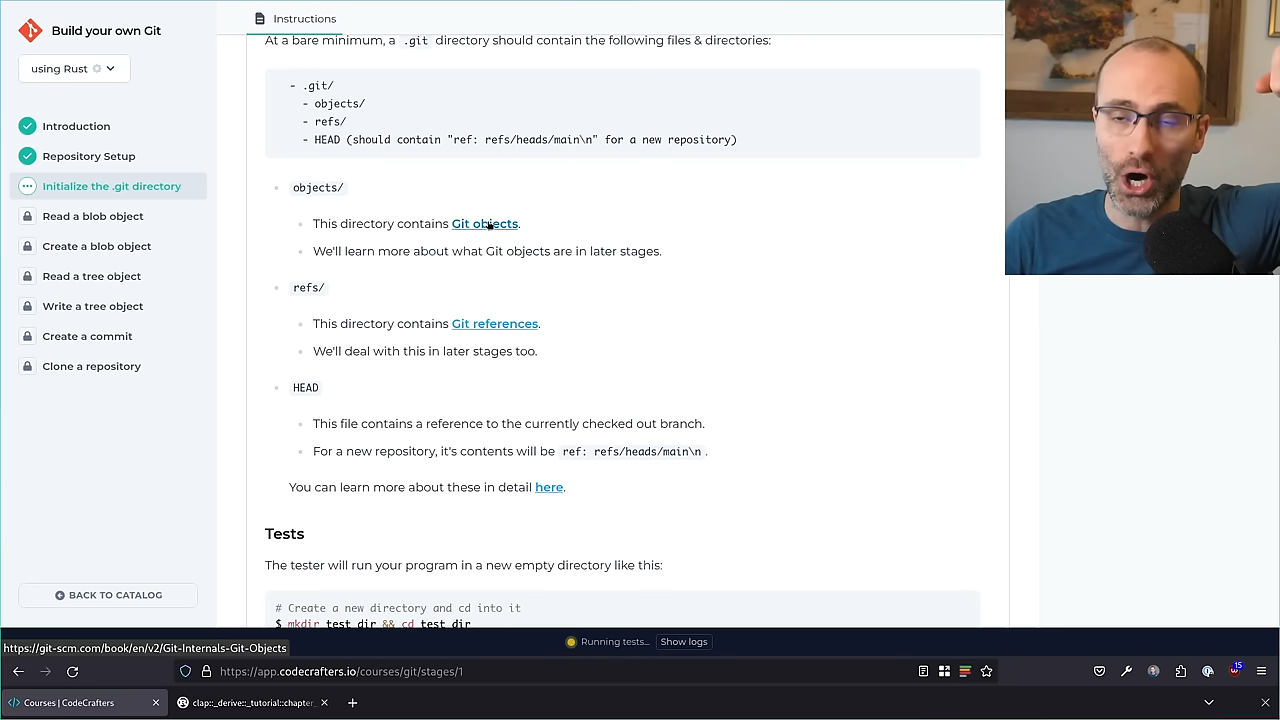 Build your own Git
using Rust
Introduction
Repository Setup
Initialize the .git directory
Read a blob object
Create a blob object
Read a tree object
Write a tree object
Create a commit
Clone a repository
BACK TO CATALOG
Instructions
At a bare minimum, a .git directory should contain the following files & directories:
- .git/
- objects/
- refs/
- HEAD (should contain "ref: refs/heads/main\n" for a new repository)
objects/
This directory contains Git objects.
We'll learn more about what Git objects are in later stages.
refs/
This directory contains Git references.
We'll deal with this in later stages too.
HEAD
This file contains a reference to the currently checked out branch.
For a new repository, it's contents will be ref: refs/heads/main\n .
You can learn more about these in detail here.
Tests
The tester will run your program in a new empty directory like this:
# Create a new directory and cd into it
$ mkdir test_dir && cd test_dir
Running tests... Show logs
https://git-scm.com/book/en/v2/Git-Internals-Git-Objects
https://app.codecrafters.io/courses/git/stages/1
15
Courses | CodeCrafters
clap::_derive::_tutorial::chapter_